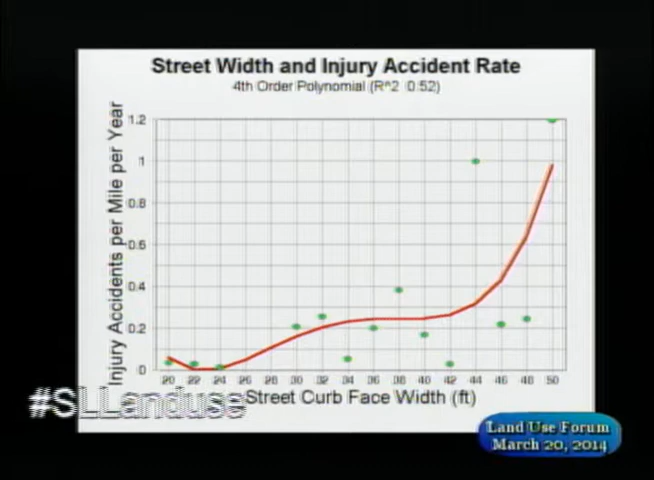 Street Width and Injury Accident Rate
4th Order Polynomial (R^2 0.52)
Injury Accidents per Mile per Year
1.2
1
0.8
0.6
0.4
0.2
0
20 22 24 26 28 30 32 34 36 38 40 42 44 46 48 50
Street Curb Face Width (ft)
#SLLanduse
Land Use Forum
March 20, 2014